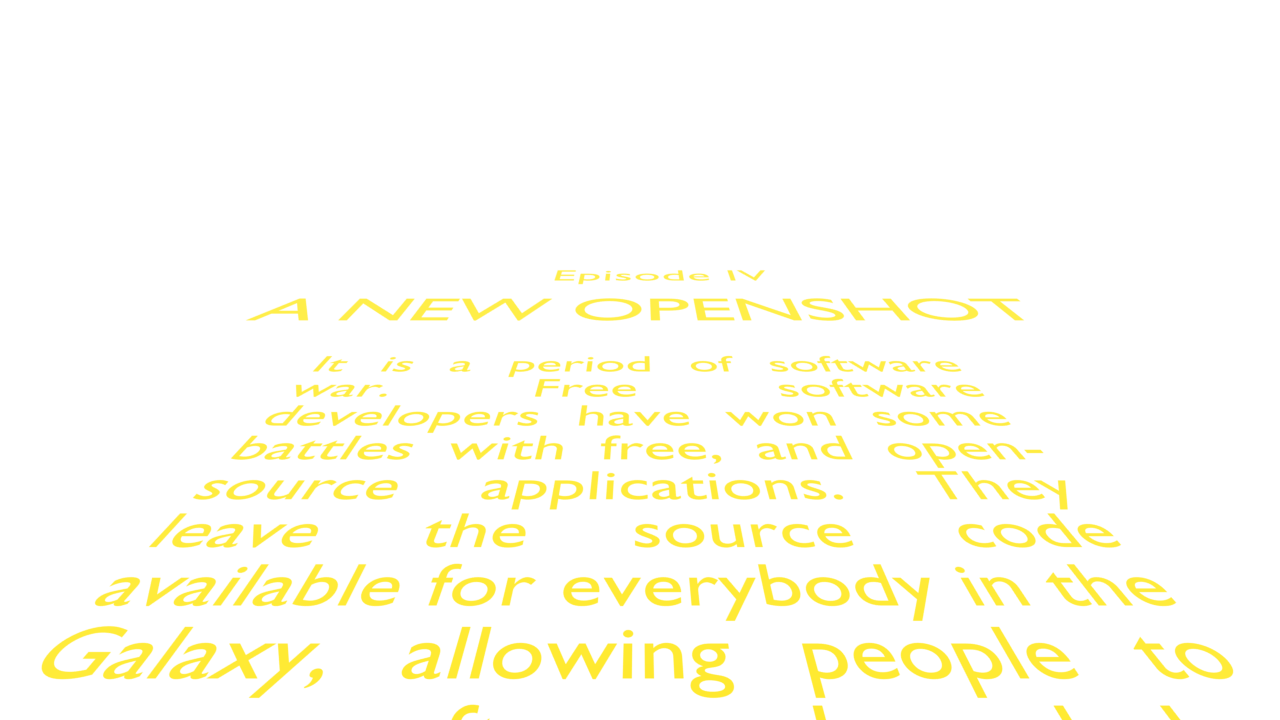 Episode IV
A NEW OPENSHOT
It is a period of software
war. Free software
developers have won some
battles with free, and open-
source applications. They
leave the source code
available for everybody in the
Galaxy, allowing people to